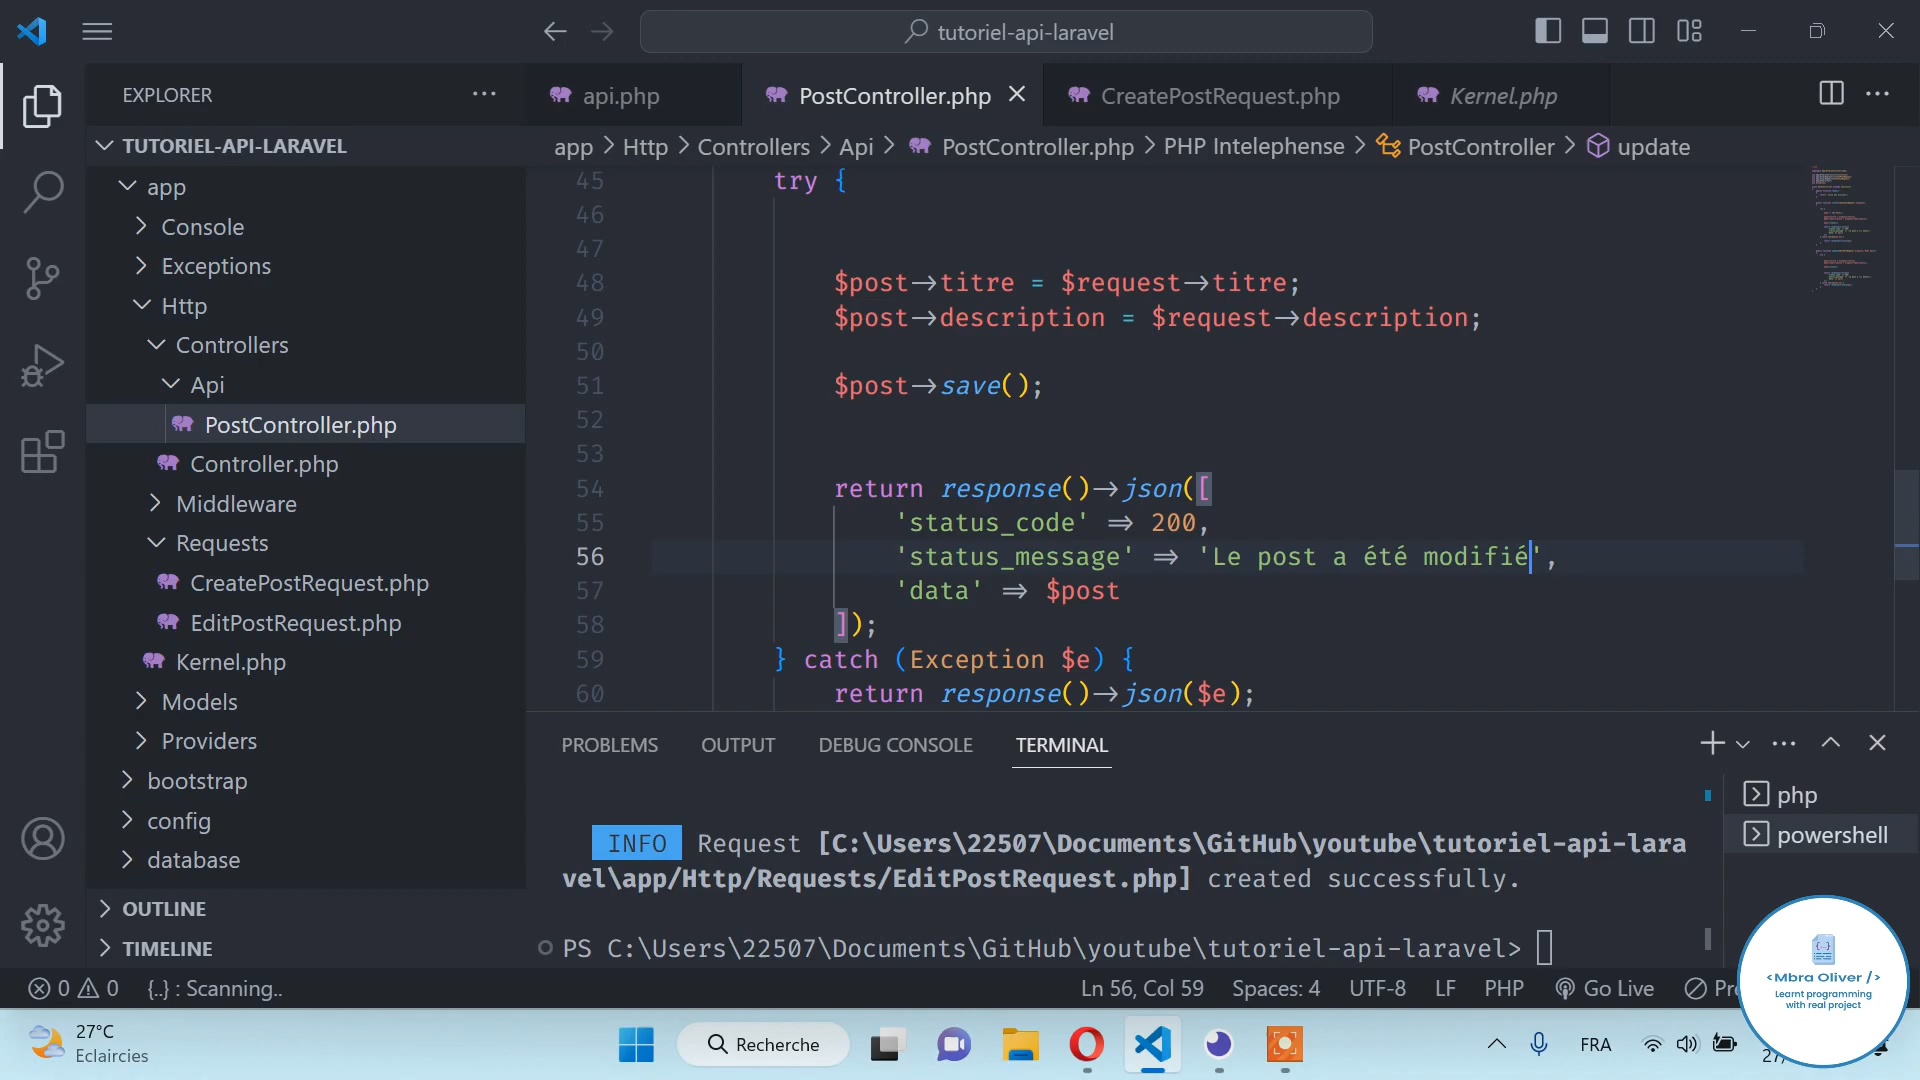 tutoriel-api-laravel
EXPLORER
api.php
PostController.php
CreatePostRequest.php
Kernel.php
TUTORIEL-API-LARAVEL
app > Http > Controllers > Api > PostController.php > PHP Intelephense > PostController > update
app
Console
Exceptions
Http
Controllers
Api
PostController.php
Controller.php
Middleware
Requests
CreatePostRequest.php
EditPostRequest.php
Kernel.php
Models
Providers
bootstrap
config
database
OUTLINE
TIMELINE
45 try {
46
47
48 $post->titre = $request->titre;
49 $post->description = $request->description;
50
51 $post->save();
52
53
54 return response()->json([
55 'status_code' => 200,
56 'status_message' => 'Le post a été modifié',
57 'data' => $post
58 ]);
59 } catch (Exception $e) {
60 return response()->json($e);
PROBLEMS OUTPUT DEBUG CONSOLE TERMINAL
INFO Request [C:\Users\22507\Documents\GitHub\youtube\tutoriel-api-lara
vel\app/Http/Requests/EditPostRequest.php] created successfully.
PS C:\Users\22507\Documents\GitHub\youtube\tutoriel-api-laravel>
php
powershell
<Mbra Oliver />
Learnt programming
with real project
0 0 {..} : Scanning..
Ln 56, Col 59 Spaces: 4 UTF-8 LF PHP Go Live
27°C
Eclaircies
Recherche
FRA